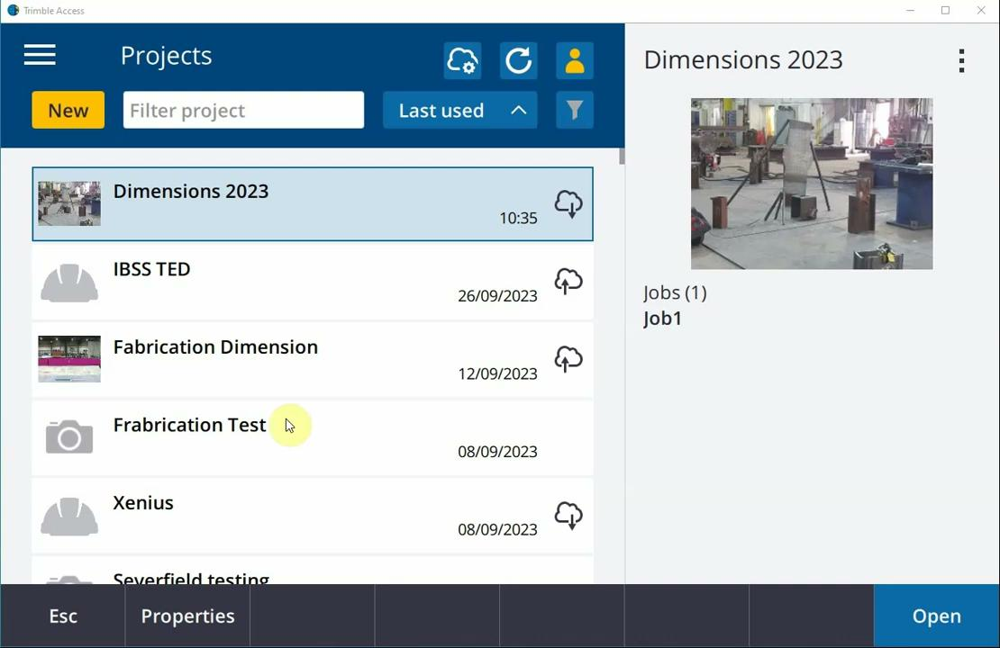 Trimble Access
Projects
New
Filter project
Last used
Dimensions 2023
10:35
IBSS TED
26/09/2023
Fabrication Dimension
12/09/2023
Frabrication Test
08/09/2023
Xenius
08/09/2023
Severfield testing
Dimensions 2023
Jobs (1)
Job1
Esc
Properties
Open